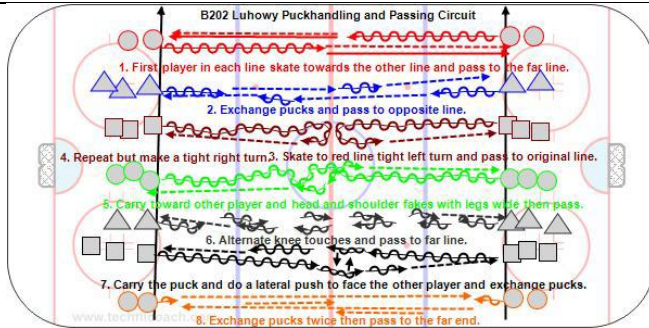 B202 Luhowy Puckhandling and Passing Circuit
1. First player in each line skate towards the other line and pass to the far line.
2. Exchange pucks and pass to opposite line.
4. Repeat but make a tight right turn. 3. Skate to red line tight left turn and pass to original line.
5. Carry toward other player and head and shoulder fakes with legs wide then pass.
6. Alternate knee touches and pass to far line.
7. Carry the puck and do a lateral push to face the other player and exchange pucks.
8. Exchange pucks twice then pass to the far end.